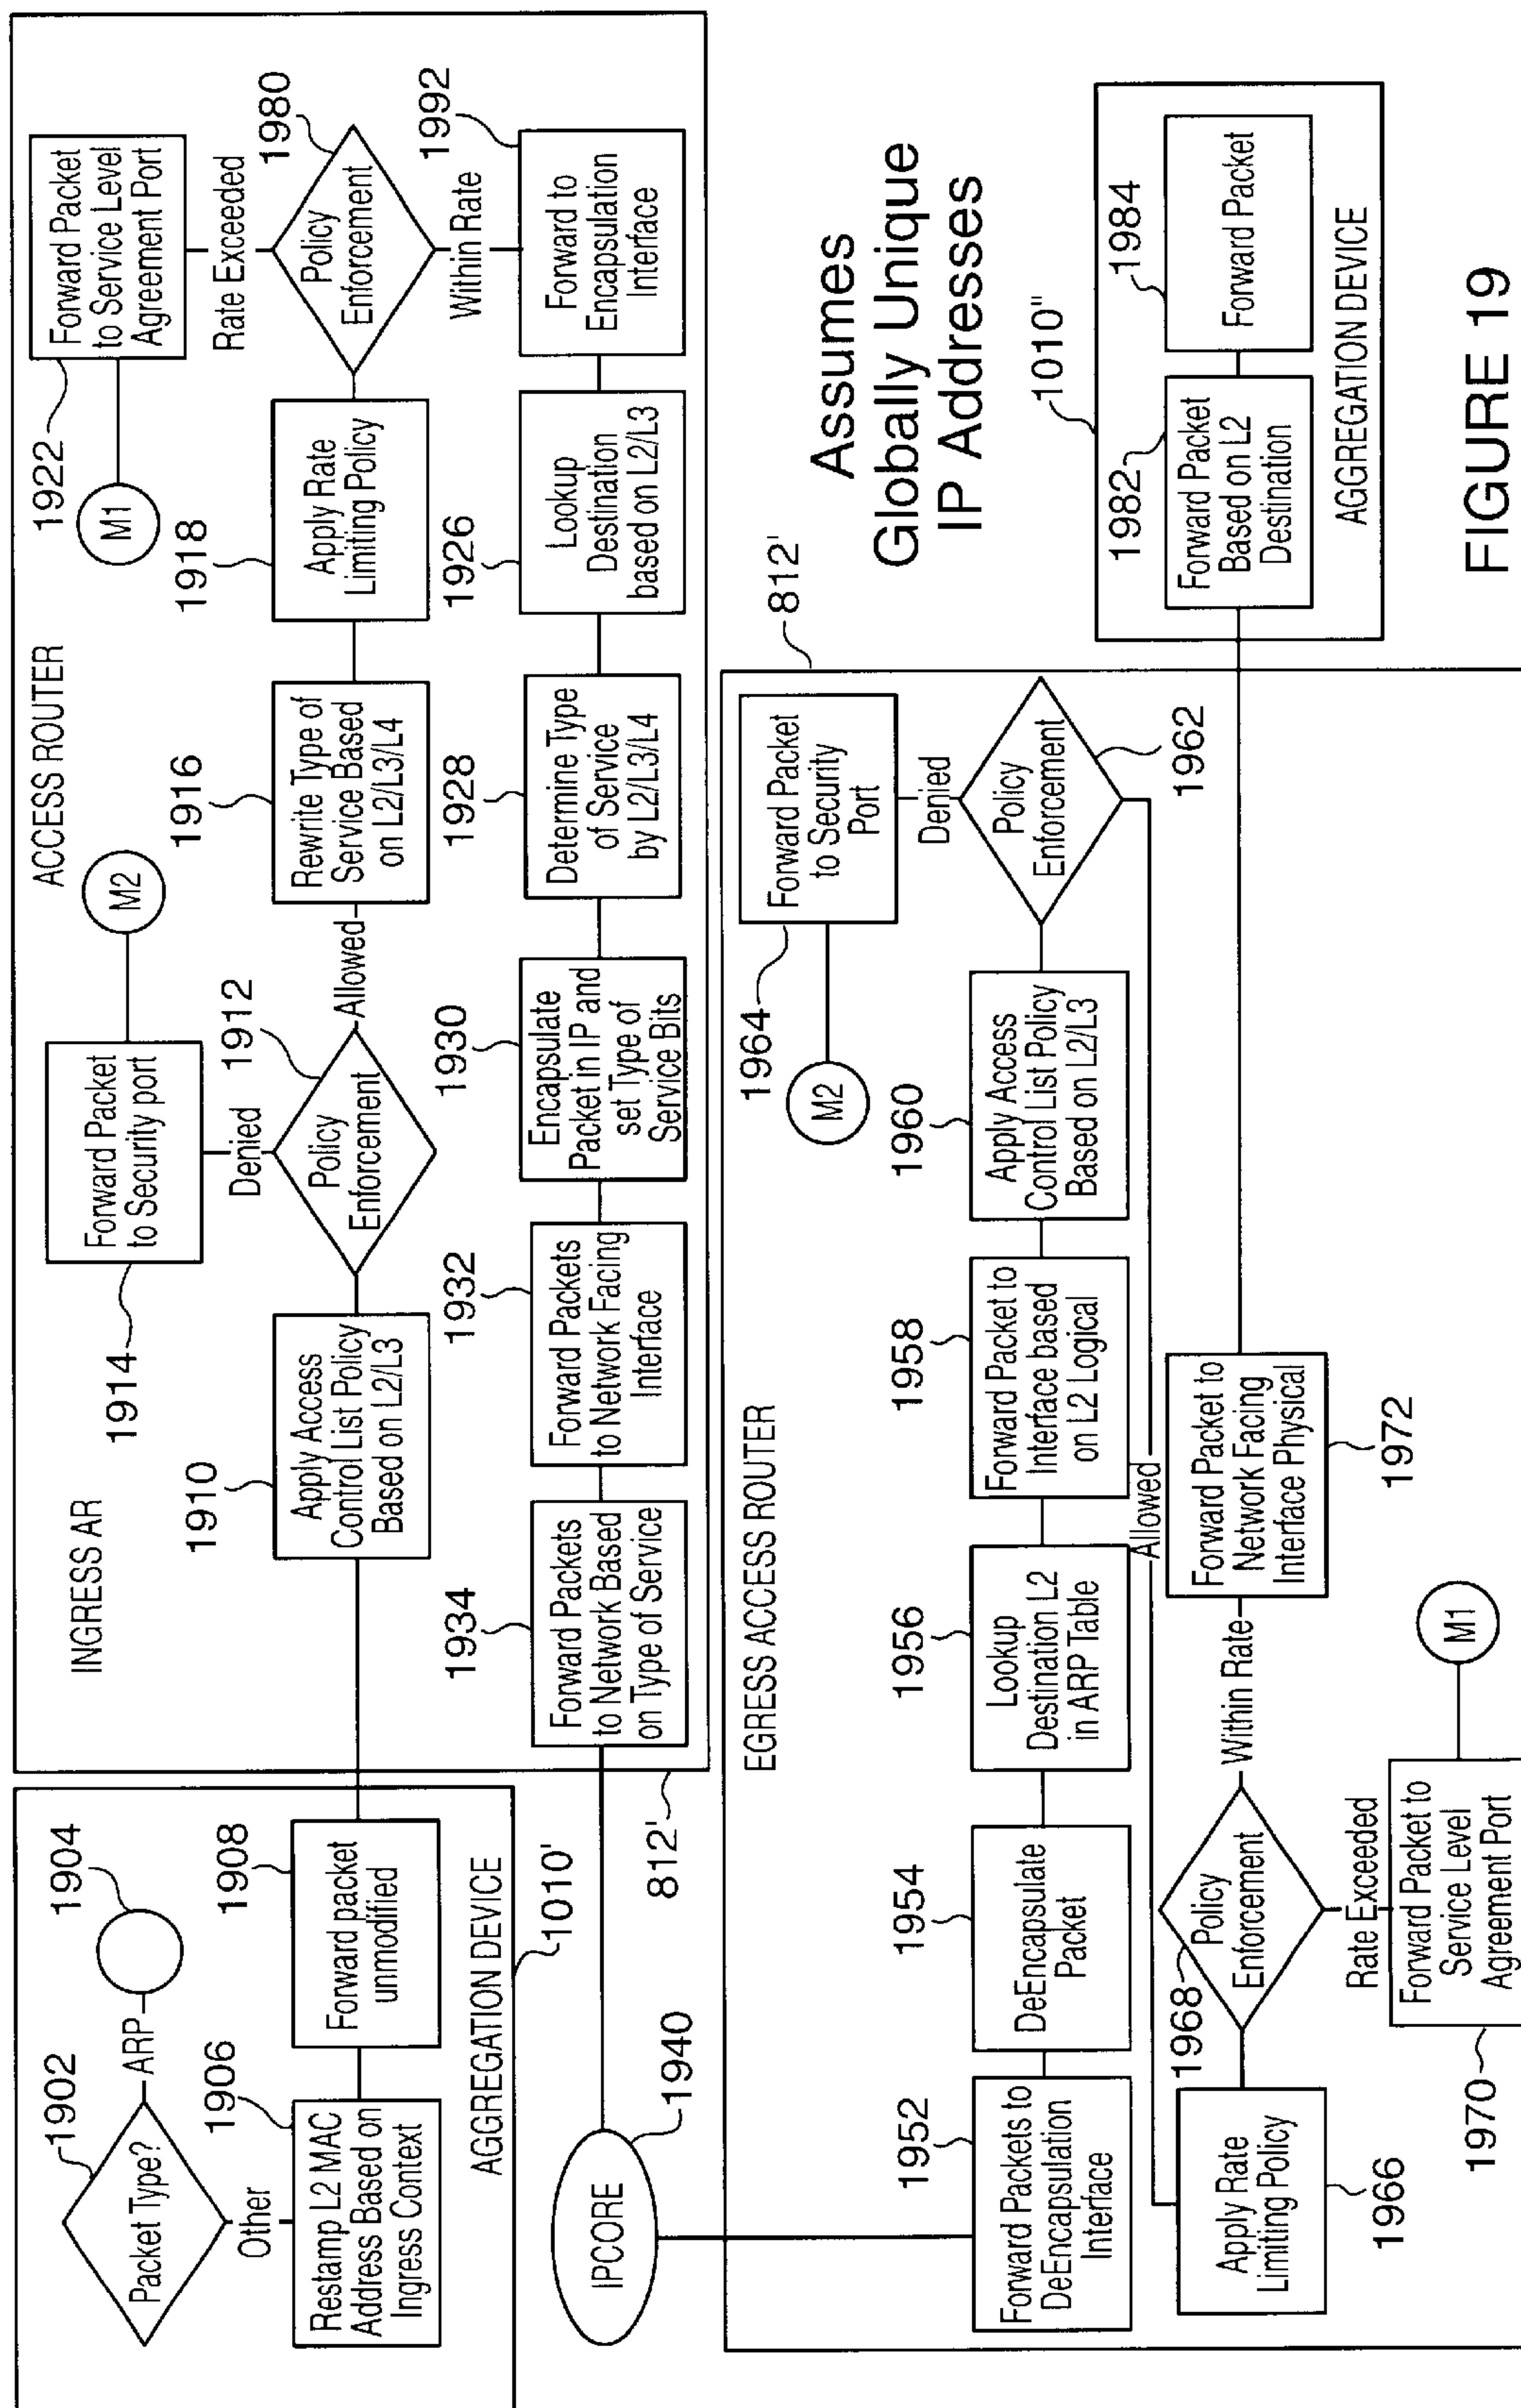 1902
Packet Type?
ARP
1904
Other
1906
Restamp L2 MAC
Address Based on
Ingress Context
1908
Forward packet
unmodified
AGGREGATION DEVICE
1010'
INGRESS AR
ACCESS ROUTER
1910
Apply Access
Control List Policy
Based on L2/L3
1912
Policy
Enforcement
Denied
1914
Forward Packet
to Security port
M2
Allowed
1916
Rewrite Type of
Service Based
on L2/L3/L4
1918
Apply Rate
Limiting Policy
1980
Policy
Enforcement
Rate Exceeded
1922
Forward Packet
to Service Level
Agreement Port
M1
Within Rate
1992
Forward to
Encapsulation
Interface
1926
Lookup
Destination
based on L2/L3
1928
Determine Type
of Service
by L2/L3/L4
1930
Encapsulate
Packet in IP and
set Type of
Service Bits
1932
Forward Packets
to Network Facing
Interface
1934
Forward Packets
to Network Based
on Type of Service
812'
IPCORE
1940
EGRESS ACCESS ROUTER
812'
1952
Forward Packets to
DeEncapsulation
Interface
1954
DeEncapsulate
Packet
1956
Lookup
Destination L2
in ARP Table
1958
Forward Packet to
Interface based
on L2 Logical
1960
Apply Access
Control List Policy
Based on L2/L3
1962
Policy
Enforcement
Denied
1964
Forward Packet
to Security
Port
M2
Allowed
1966
Apply Rate
Limiting Policy
1968
Policy
Enforcement
Rate Exceeded
1970
Forward Packet to
Service Level
Agreement Port
M1
Within Rate
1972
Forward Packet to
Network Facing
Interface Physical
Assumes
Globally Unique
IP Addresses
1010"
1982
Forward Packet
Based on L2
Destination
1984
Forward Packet
AGGREGATION DEVICE
FIGURE 19